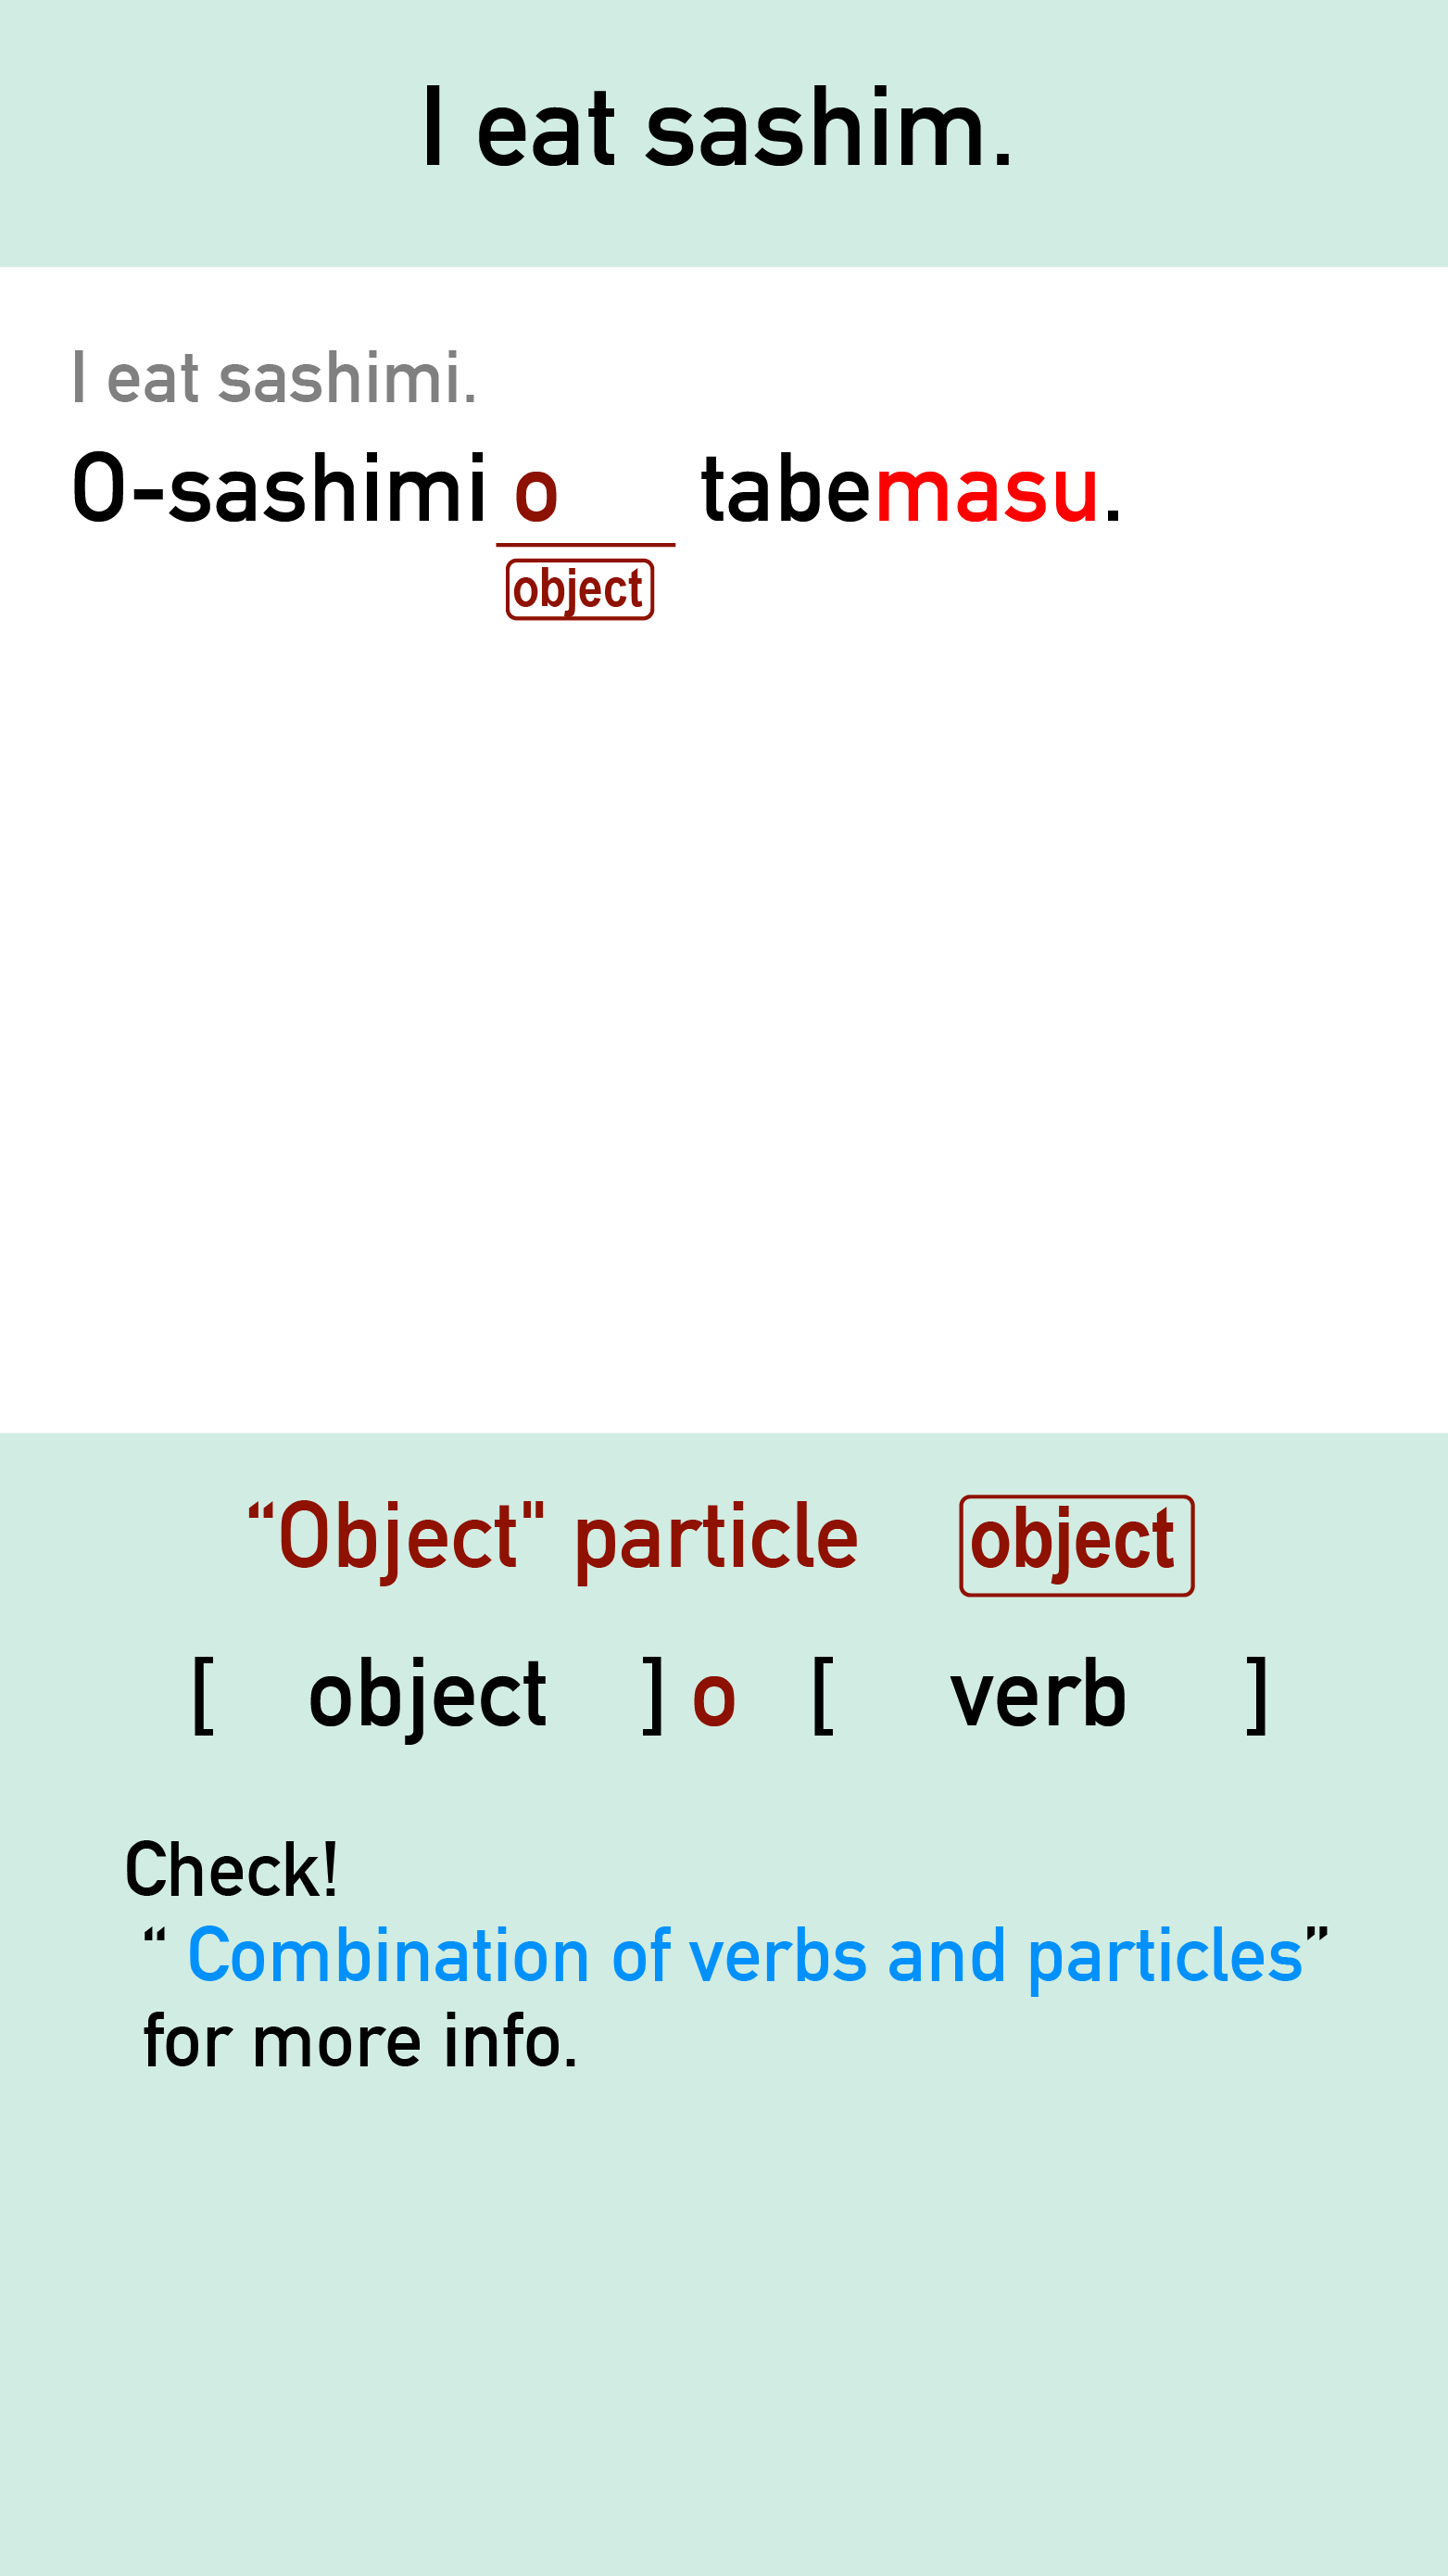 I eat sashim.
I eat sashimi.
O-sashimi o tabemasu.
object
“Object" particle object
[ object ] o [ verb ]
Check!
“ Combination of verbs and particles”
for more info.